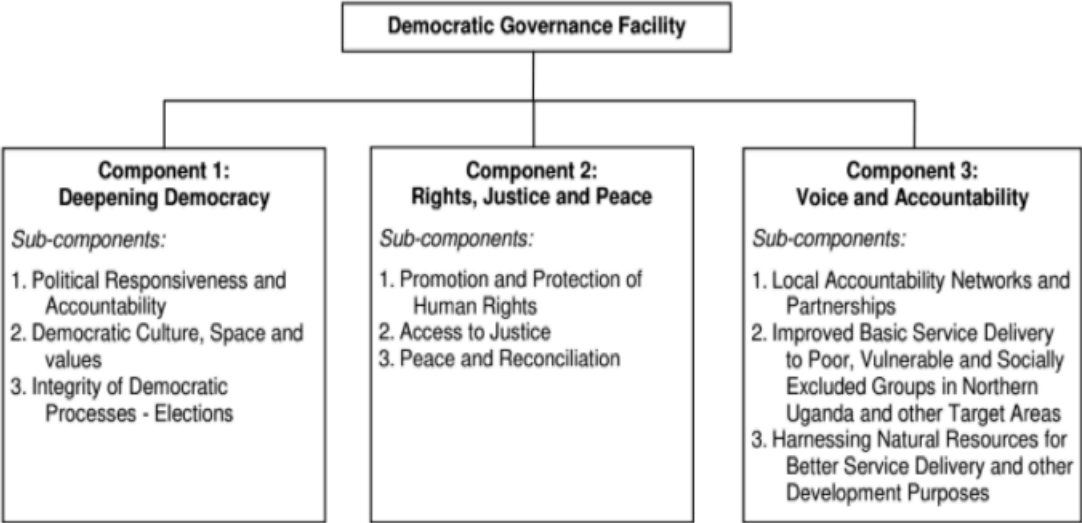 Democratic Governance Facility
Component 1:
Deepening Democracy
Sub-components:
1. Political Responsiveness and
Accountability
2. Democratic Culture, Space and
values
3. Integrity of Democratic
Processes - Elections
Component 2:
Rights, Justice and Peace
Sub-components:
1. Promotion and Protection of
Human Rights
2. Access to Justice
3. Peace and Reconciliation
Component 3:
Voice and Accountability
Sub-components:
1. Local Accountability Networks and
Partnerships
2. Improved Basic Service Delivery
to Poor, Vulnerable and Socially
Excluded Groups in Northern
Uganda and other Target Areas
3. Harnessing Natural Resources for
Better Service Delivery and other
Development Purposes